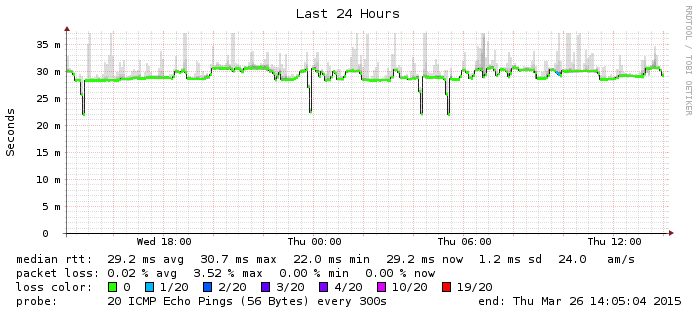 Last 24 Hours
RRDTOOL / TOBI OETIKER
Seconds
35 m
30 m
25 m
20 m
15 m
10 m
5 m
0
Wed 18:00 Thu 00:00 Thu 06:00 Thu 12:00
median rtt: 29.2 ms avg 30.7 ms max 22.0 ms min 29.2 ms now 1.2 ms sd 24.0 am/s
packet loss: 0.02 % avg 3.52 % max 0.00 % min 0.00 % now
loss color: 0 1/20 2/20 3/20 4/20 10/20 19/20
probe: 20 ICMP Echo Pings (56 Bytes) every 300s end: Thu Mar 26 14:05:04 2015